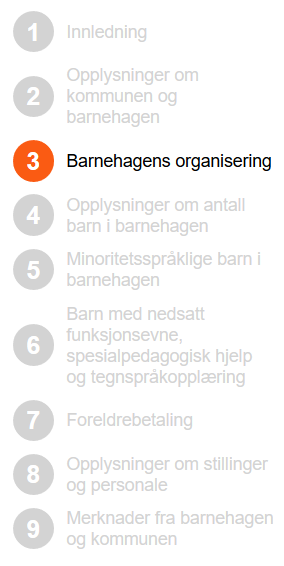 1 Innledning
2 Opplysninger om
kommunen og
barnehagen
3 Barnehagens organisering
4 Opplysninger om antall
barn i barnehagen
5 Minoritetsspråklige barn i
barnehagen
6 Barn med nedsatt
funksjonsevne,
spesialpedagogisk hjelp
og tegnspråkopplæring
7 Foreldrebetaling
8 Opplysninger om stillinger
og personale
9 Merknader fra barnehagen
og kommunen